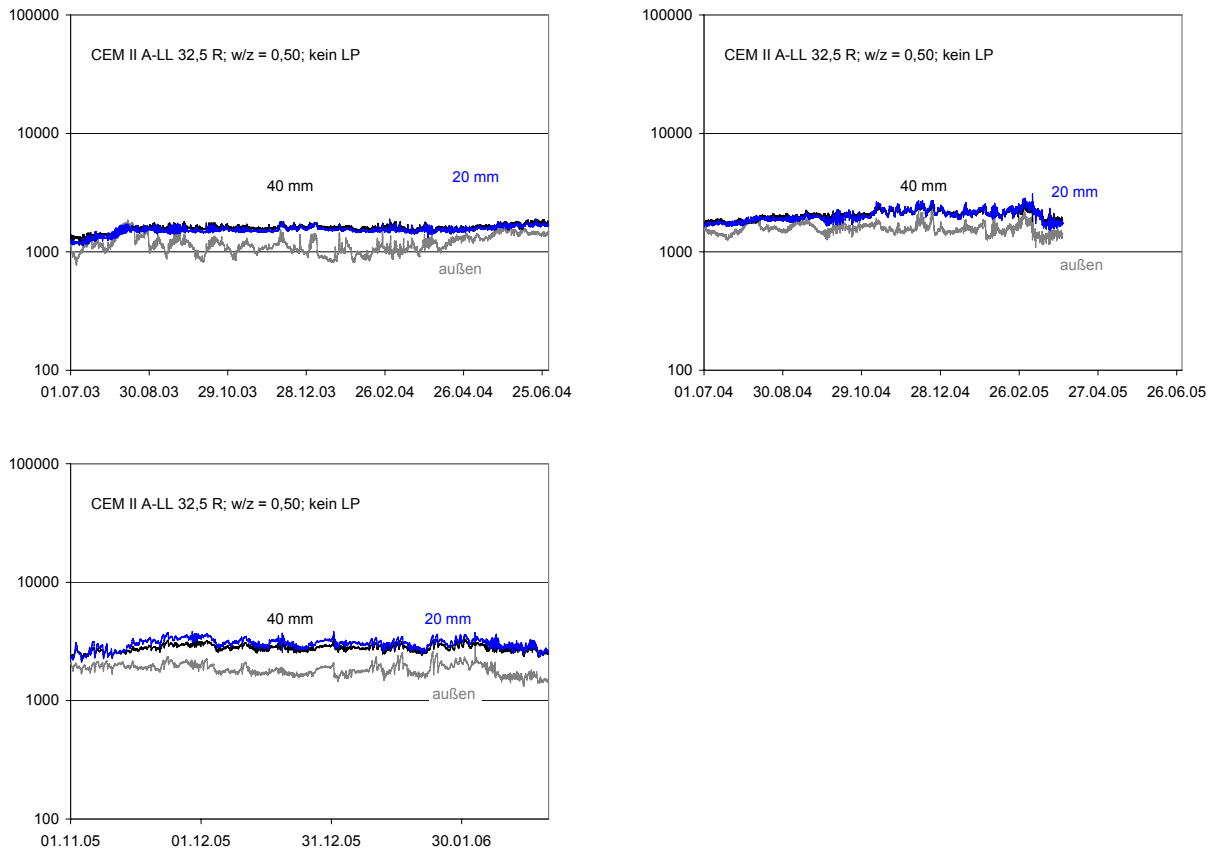 100000
CEM II A-LL 32,5 R; w/z = 0,50; kein LP
10000
20 mm
40 mm
1000
außen
100
01.07.03 30.08.03 29.10.03 28.12.03 26.02.04 26.04.04 25.06.04
100000
CEM II A-LL 32,5 R; w/z = 0,50; kein LP
10000
40 mm
20 mm
1000
außen
100
01.07.04 30.08.04 29.10.04 28.12.04 26.02.05 27.04.05 26.06.05
100000
CEM II A-LL 32,5 R; w/z = 0,50; kein LP
10000
40 mm 20 mm
außen
1000
100
01.11.05 01.12.05 31.12.05 30.01.06